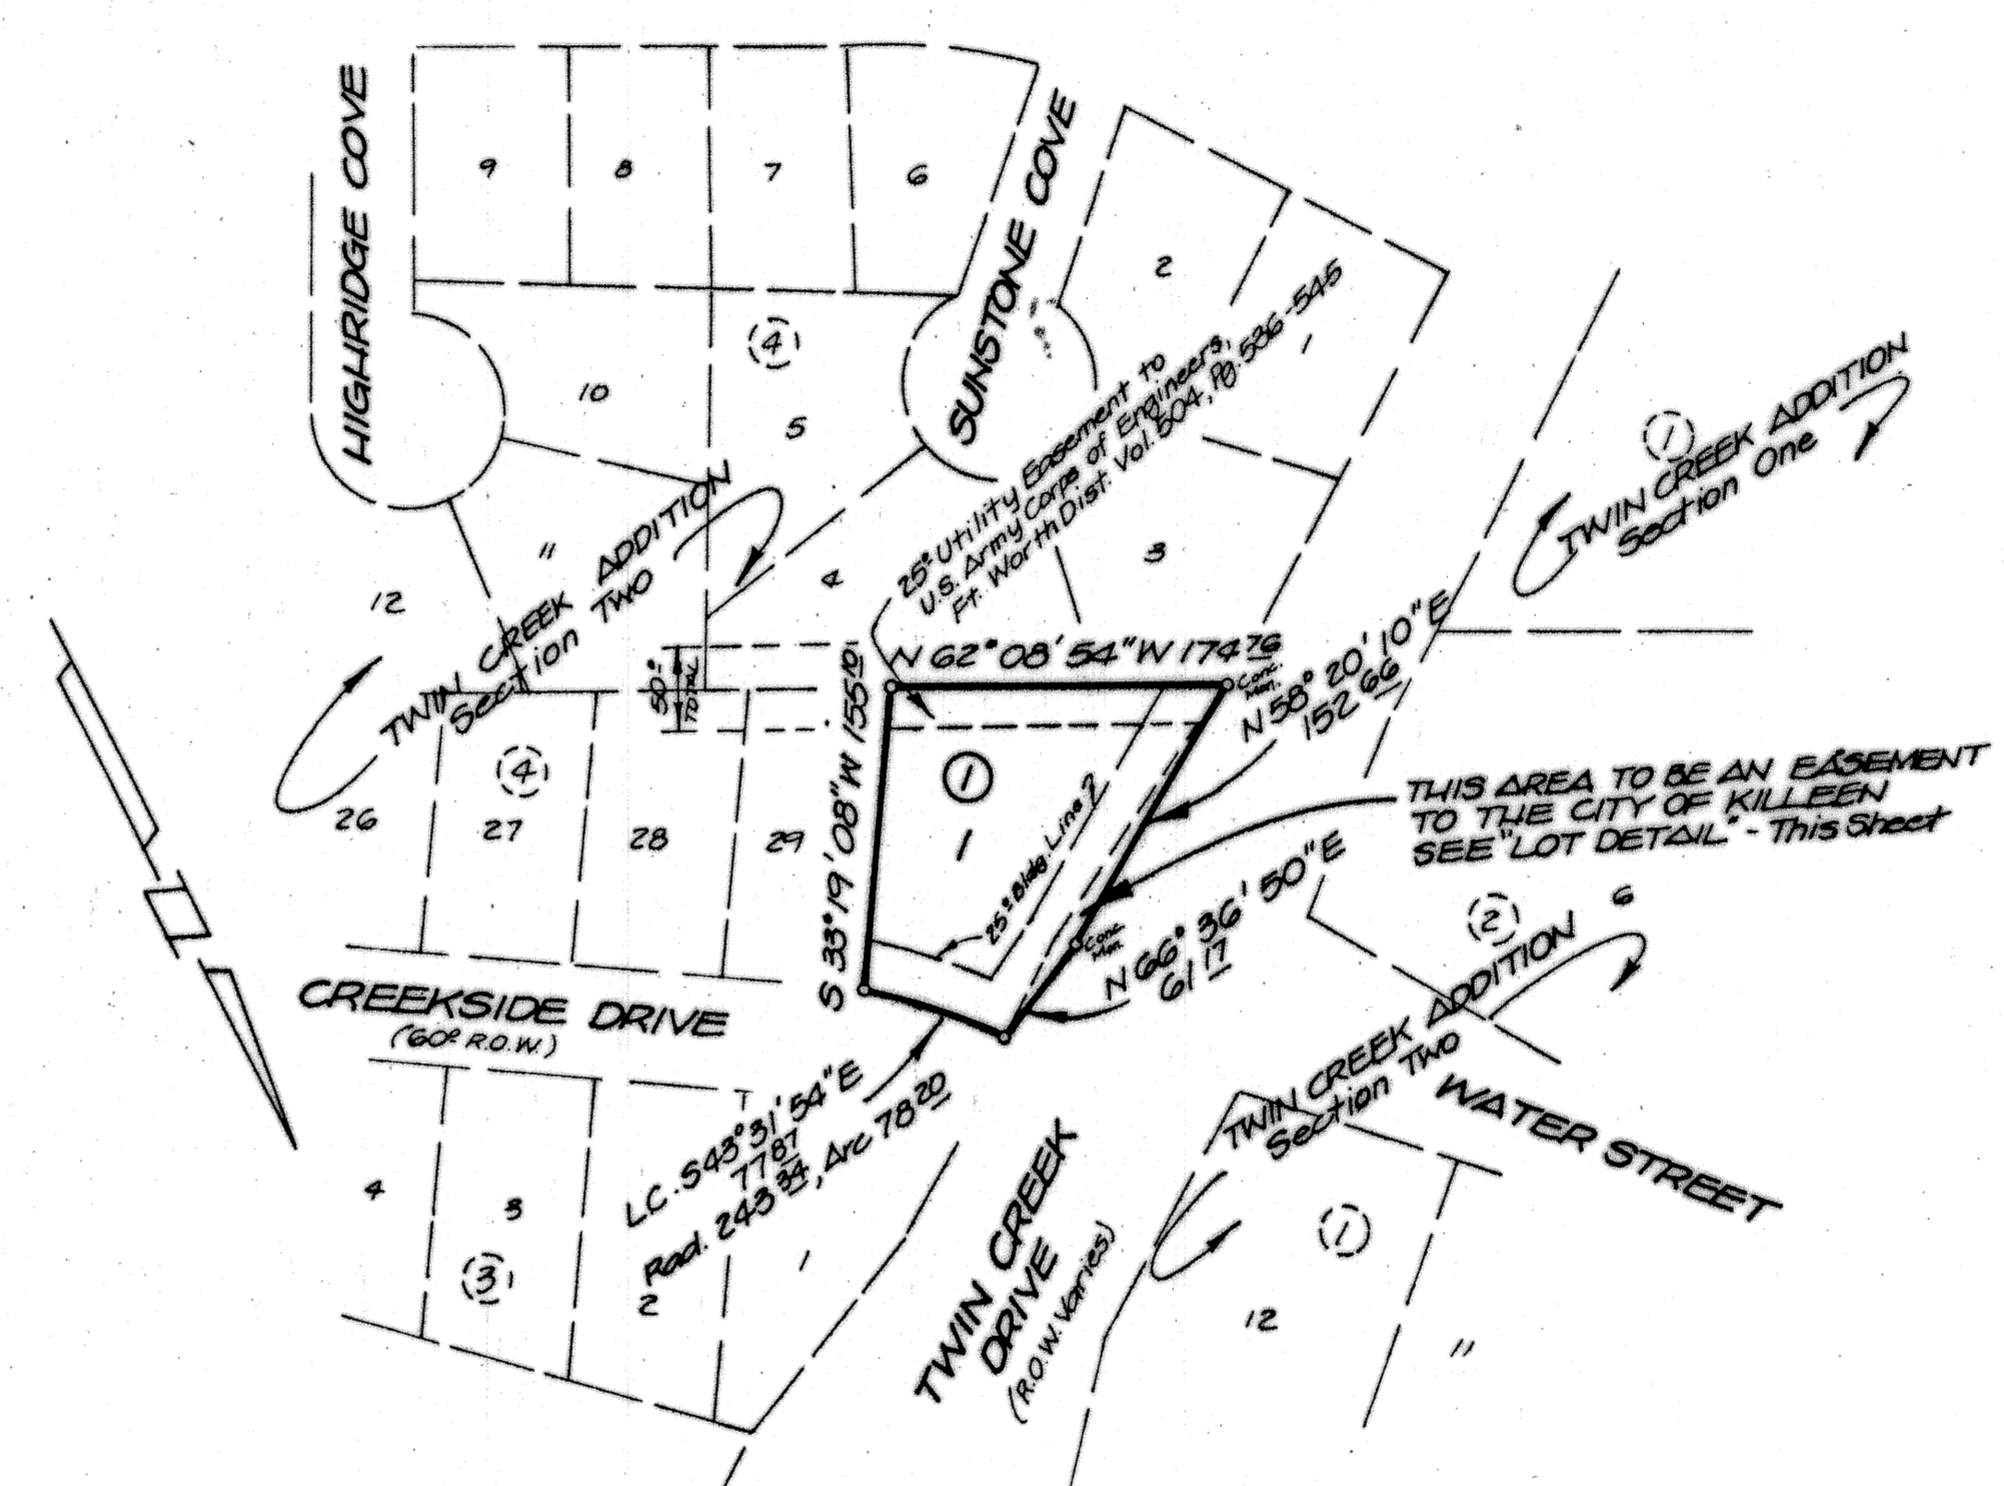 HIGHRIDGE COVE
9
8
7
6
SUNSTONE COVE
2
1
4
10
5
25° Utility Easement to
U.S. Army Corps of Engineers,
Ft. Worth Dist. Vol. 504, Pg. 536-545
1
TWIN CREEK ADDITION
Section One
11
12
4
3
TWIN CREEK ADDITION
Section Two
50°
TOTAL
N 62° 08' 54" W 174 76
Conc.
Mon.
N 58° 20' 10" E
152 66
S 33° 19' 08" W 155 10
4
26
27
28
29
1
1
25° Bldg. Line
THIS AREA TO BE AN EASEMENT
TO THE CITY OF KILLEEN
SEE "LOT DETAIL" - This Sheet
Conc.
Mon.
N 66° 36' 50" E
61 17
2
6
TWIN CREEK ADDITION
Section Two
CREEKSIDE DRIVE
(60° R.O.W.)
L.C. S 43° 31' 54" E
77 87
Rad. 243 34, Arc 78 20
WATER STREET
4
3
3
2
1
TWIN CREEK
DRIVE
(R.O.W. Varies)
1
12
11